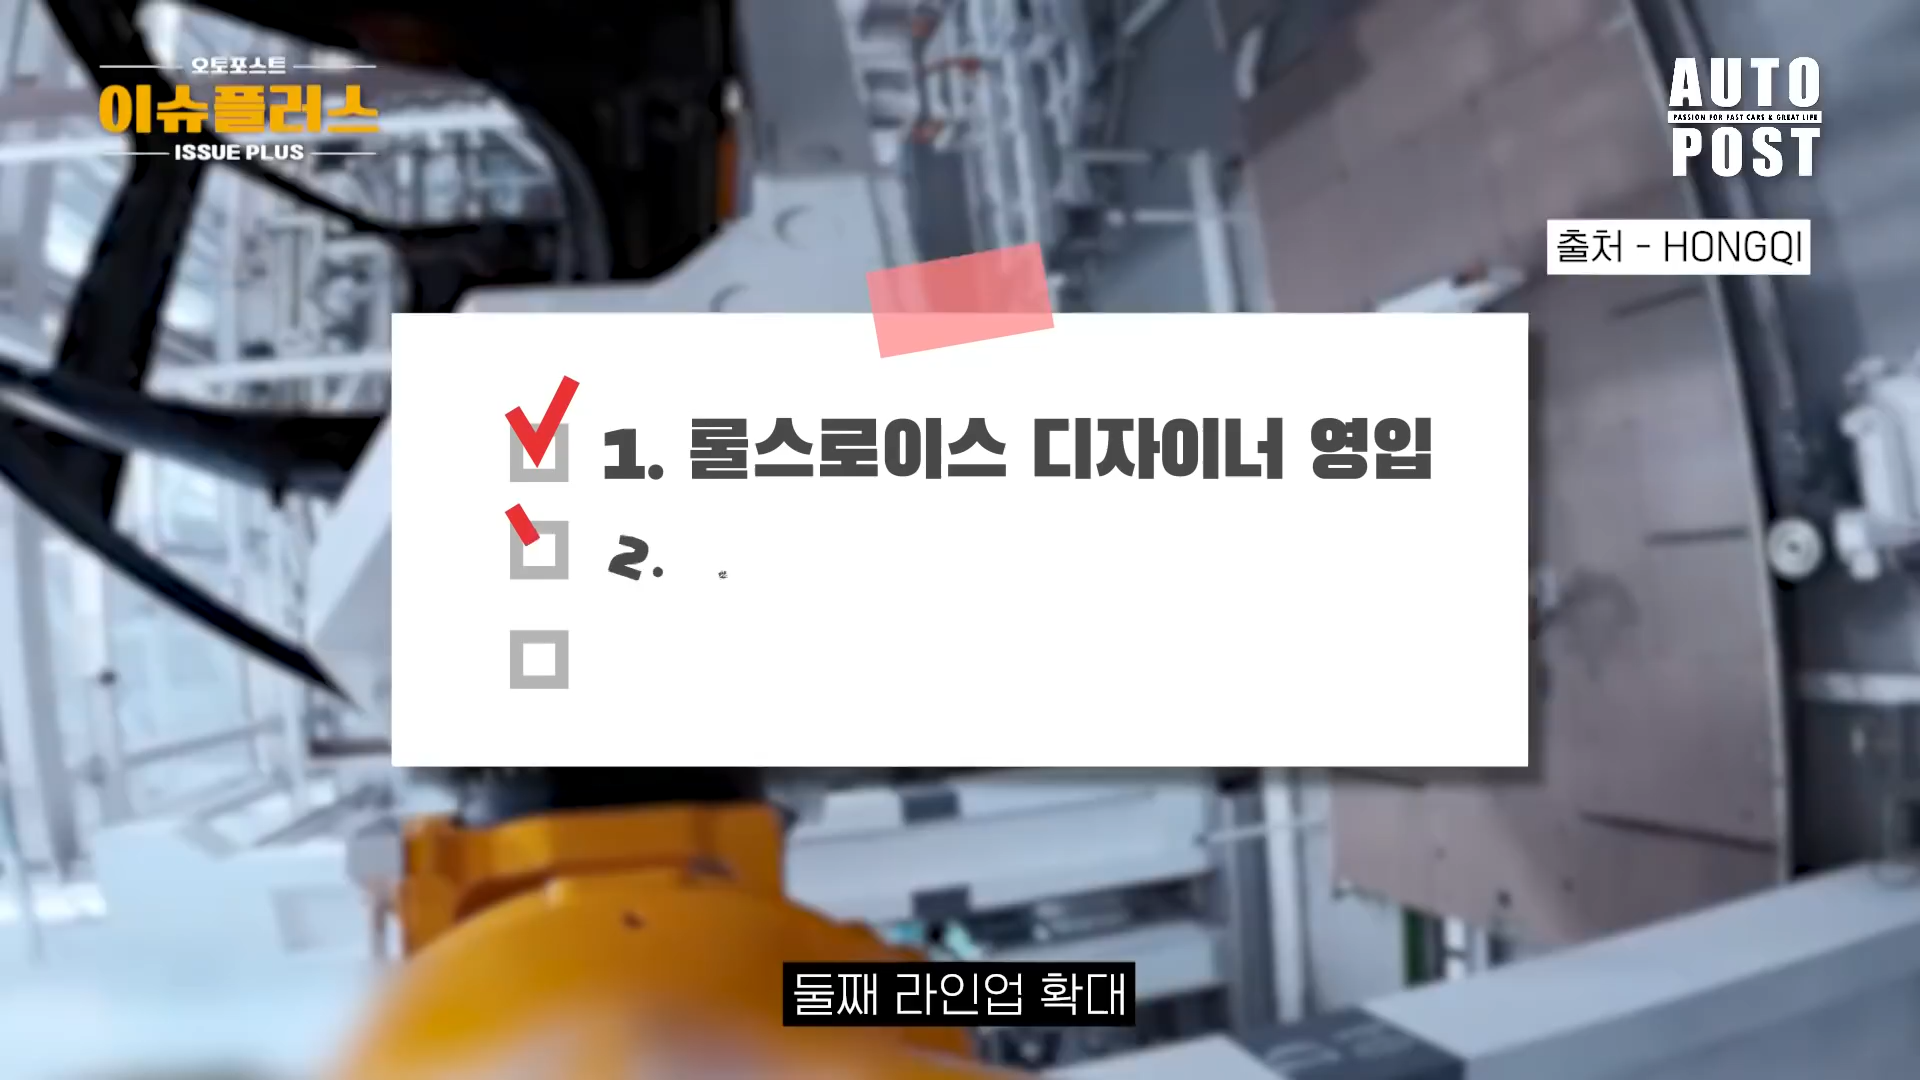 오토포스트
이슈플러스
ISSUE PLUS
AUTO
PASSION FOR FAST CARS & GREAT LIFE
POST
출처 - HONGQI
1. 롤스로이스 디자이너 영입
2.
둘째 라인업 확대